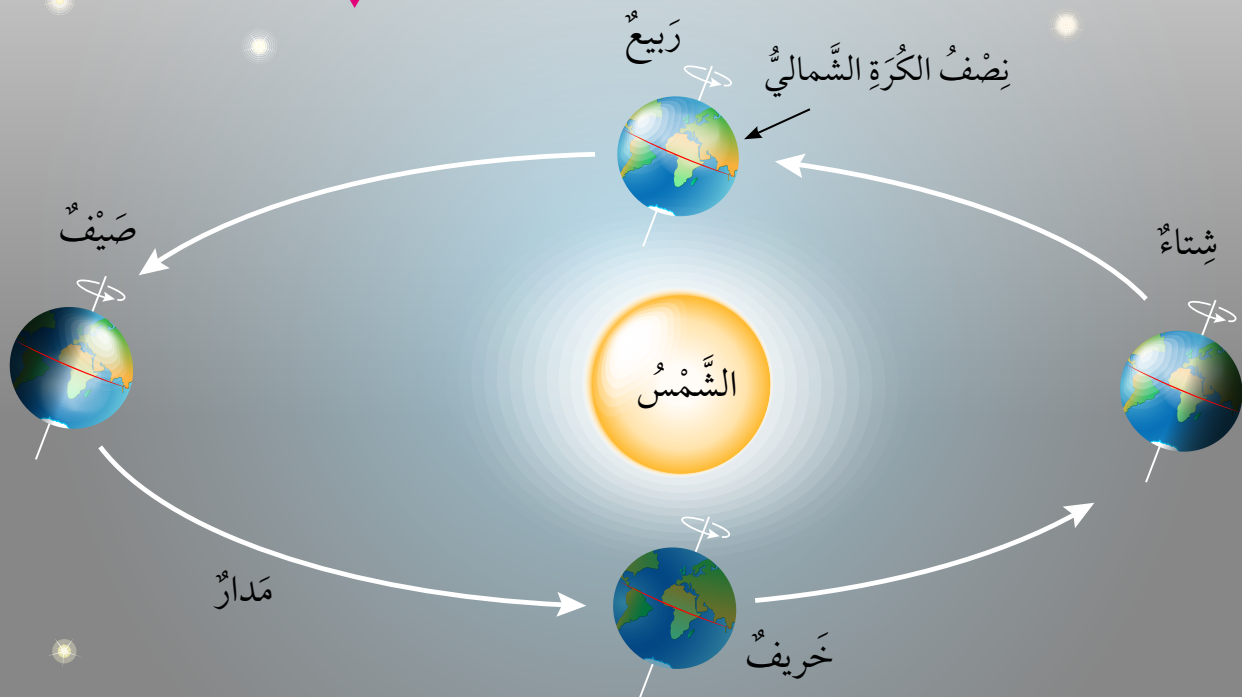 رَبيعٌ
نِصْفُ الكُرَةِ الشَّماليُّ
شِتاءٌ
صَيْفٌ
الشَّمْسُ
مَدارٌ
خَريفٌ